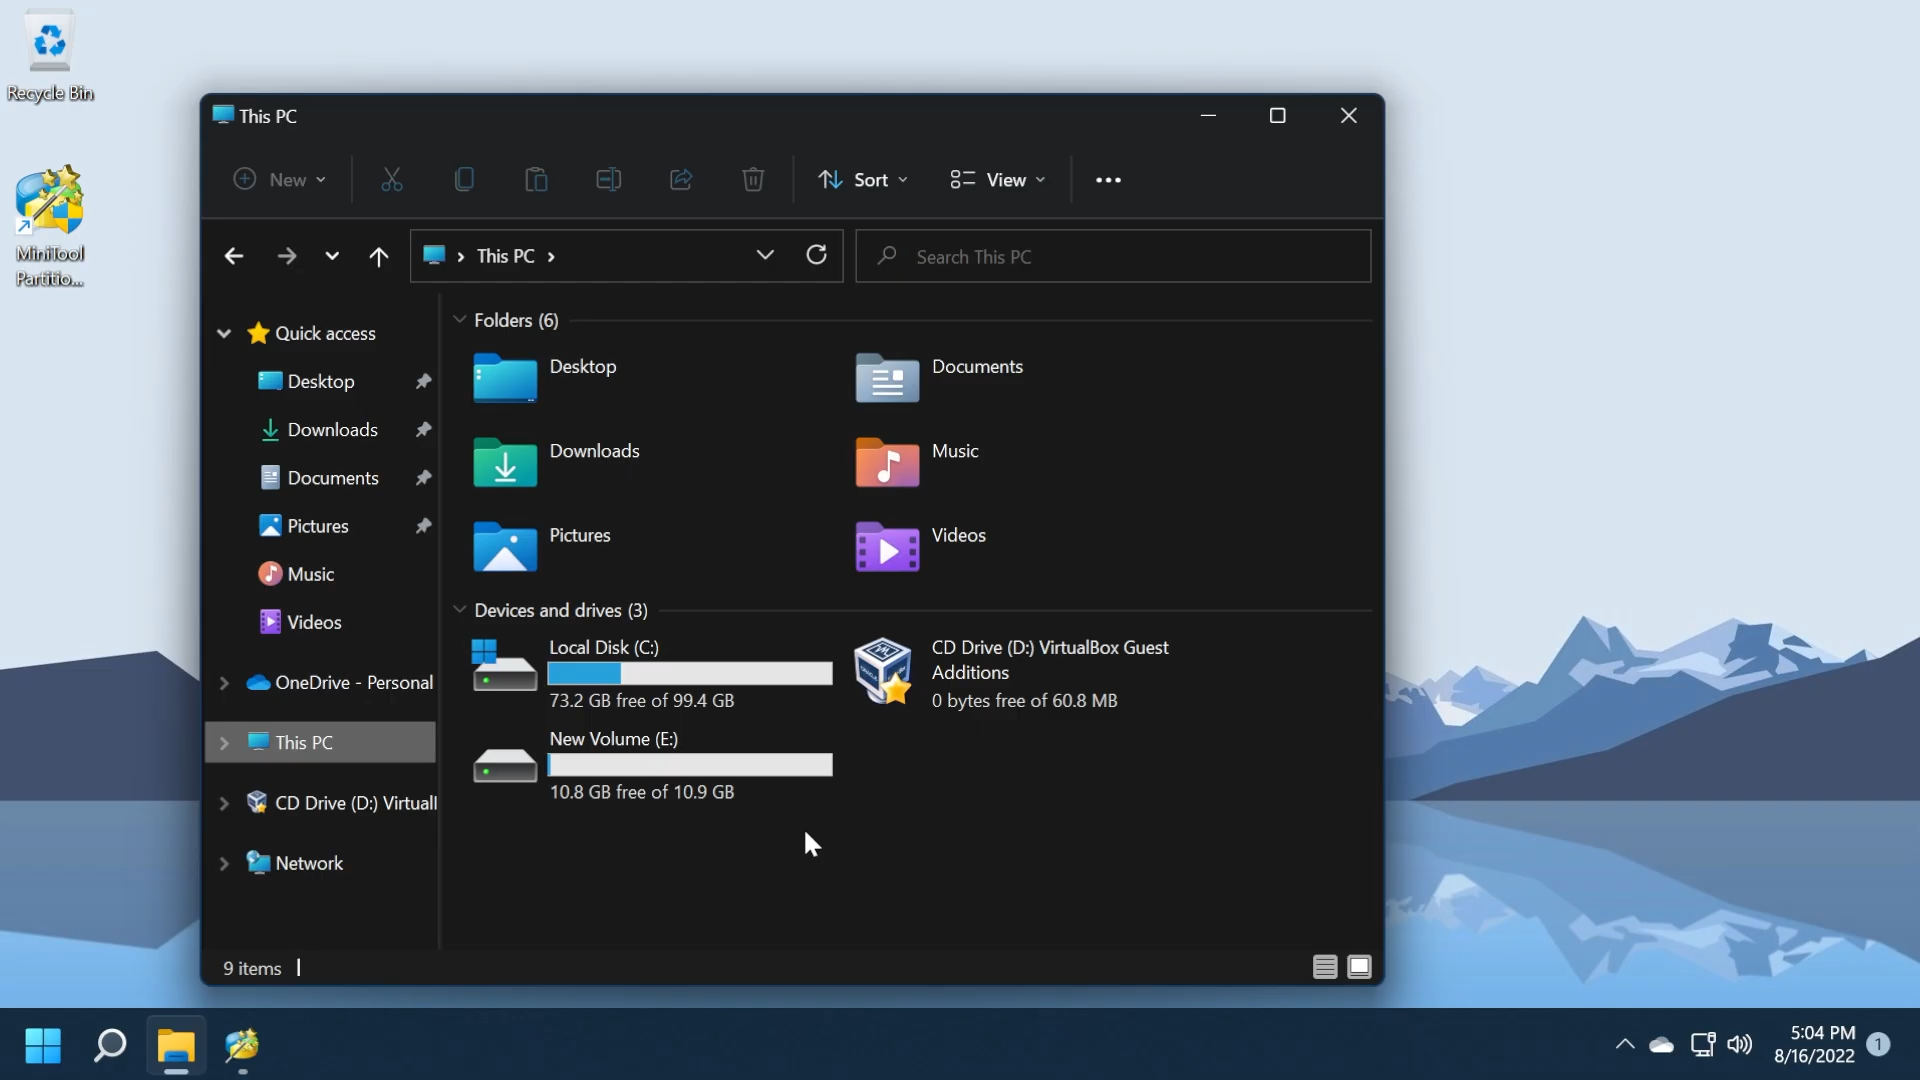 Recycle Bin
MiniTool
Partitio...
This PC
New
Sort
View
This PC
Search This PC
Quick access
Desktop
Downloads
Documents
Pictures
Music
Videos
OneDrive - Personal
This PC
CD Drive (D:) Virtuall
Network
Folders (6)
Desktop
Documents
Downloads
Music
Pictures
Videos
Devices and drives (3)
Local Disk (C:)
73.2 GB free of 99.4 GB
CD Drive (D:) VirtualBox Guest
Additions
0 bytes free of 60.8 MB
New Volume (E:)
10.8 GB free of 10.9 GB
9 items
5:04 PM
8/16/2022
1